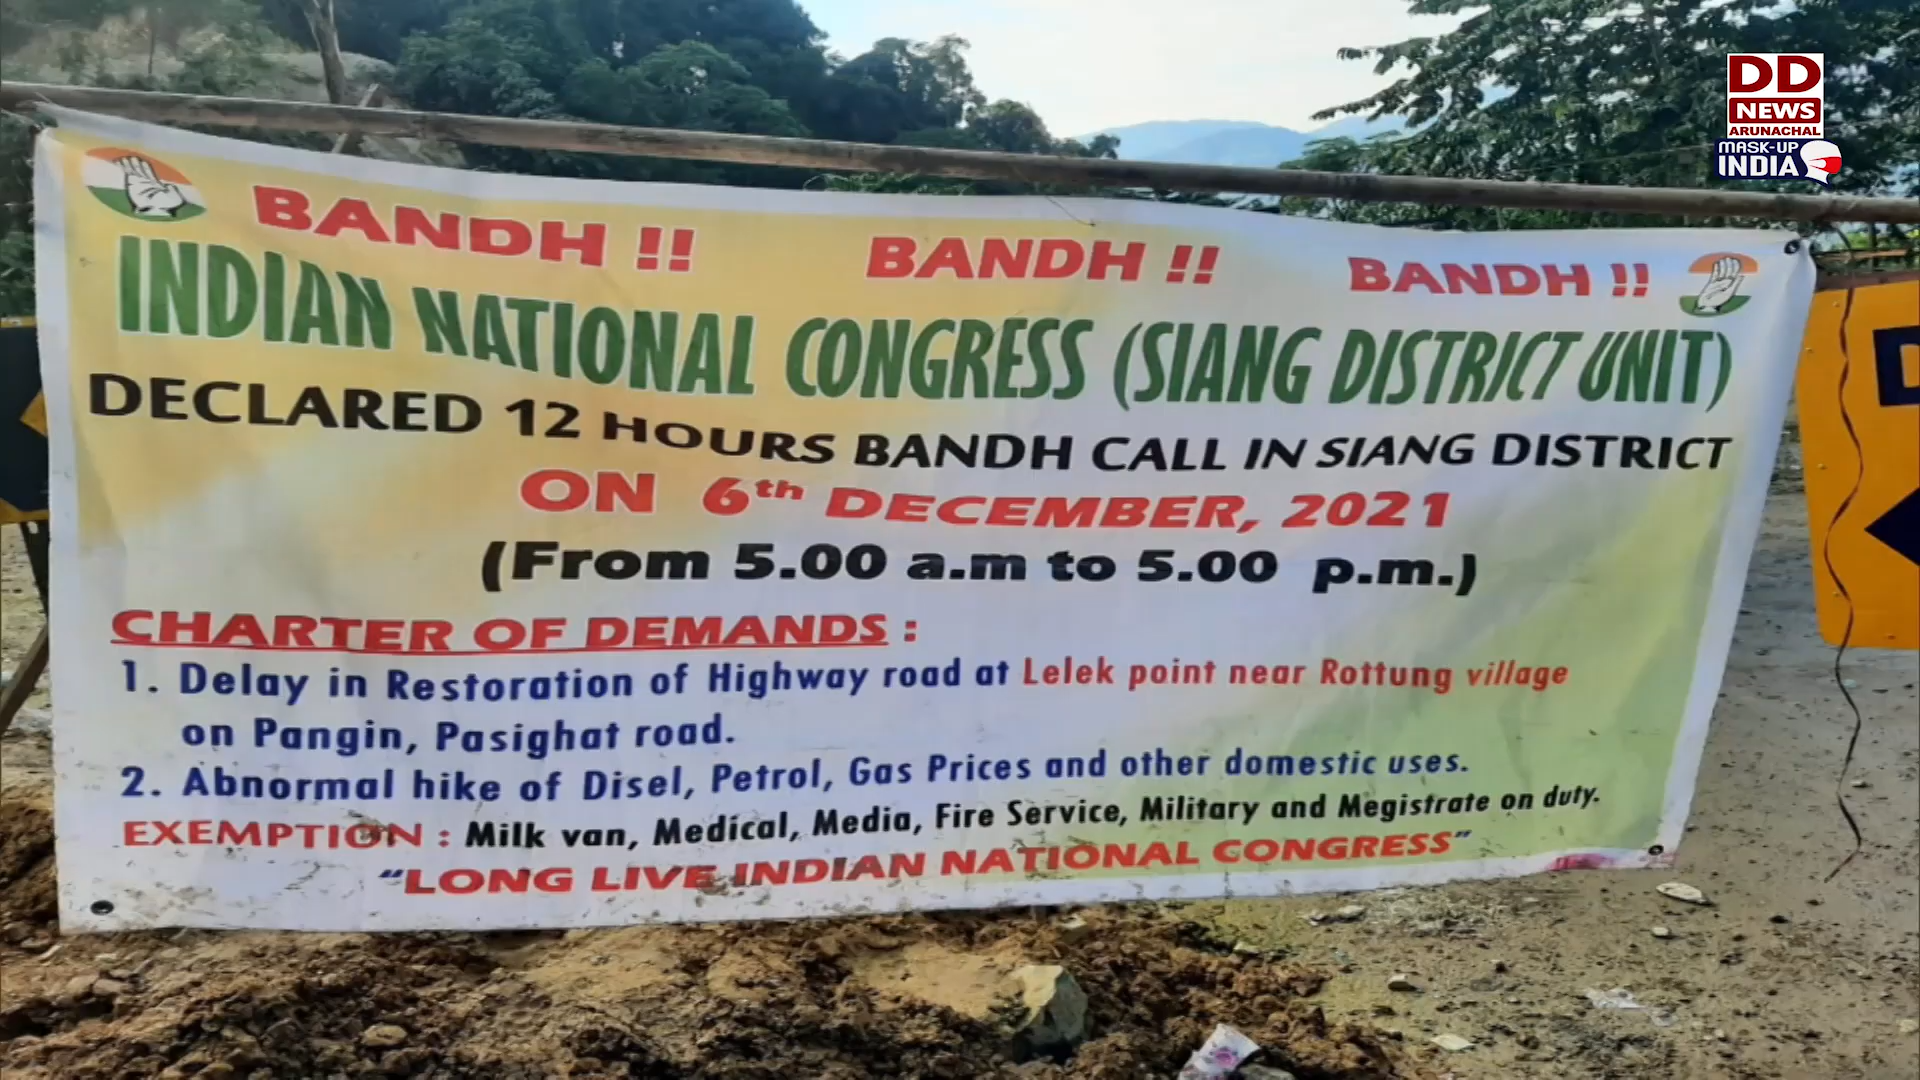 DD
NEWS
ARUNACHAL
MASK-UP
INDIA
BANDH !! BANDH !! BANDH !!
INDIAN NATIONAL CONGRESS (SIANG DISTRICT UNIT)
DECLARED 12 HOURS BANDH CALL IN SIANG DISTRICT
ON 6th DECEMBER, 2021
(From 5.00 a.m to 5.00 p.m.)
CHARTER OF DEMANDS :
1. Delay in Restoration of Highway road at Lelek point near Rottung village
on Pangin, Pasighat road.
2. Abnormal hike of Disel, Petrol, Gas Prices and other domestic uses.
EXEMPTION : Milk van, Medical, Media, Fire Service, Military and Megistrate on duty.
"LONG LIVE INDIAN NATIONAL CONGRESS"